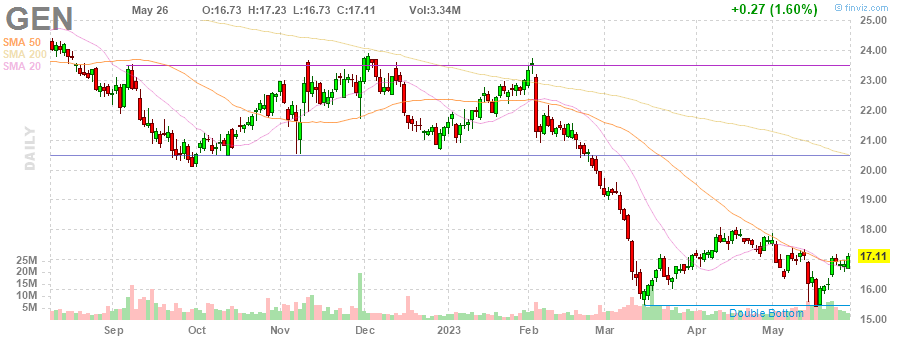 GEN May 26 O:16.73 H:17.23 L:16.73 C:17.11 Vol:3.34M +0.27 (1.60%) © finviz.com
SMA 50
SMA 200
SMA 20
DAILY
25.00
24.00
23.00
22.00
21.00
20.00
19.00
18.00
17.11
16.00
15.00
25M
20M
15M
10M
5M
Double Bottom
Sep Oct Nov Dec 2023 Feb Mar Apr May